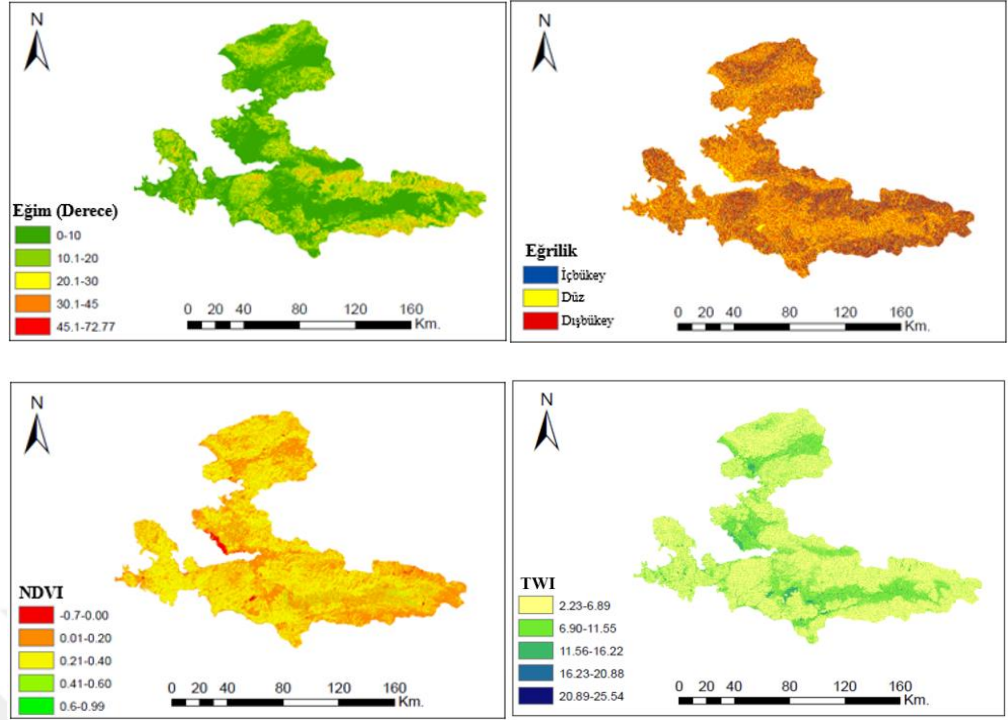 N
Eğim (Derece)
0-10
10.1-20
20.1-30
30.1-45
45.1-72.77
0 20 40 80 120 160
Km.
N
Eğrilik
İçbükey
Düz
Dışbükey
0 20 40 80 120 160
Km.
N
NDVI
-0.7-0.00
0.01-0.20
0.21-0.40
0.41-0.60
0.6-0.99
0 20 40 80 120 160
Km.
N
TWI
2.23-6.89
6.90-11.55
11.56-16.22
16.23-20.88
20.89-25.54
0 20 40 80 120 160
Km.